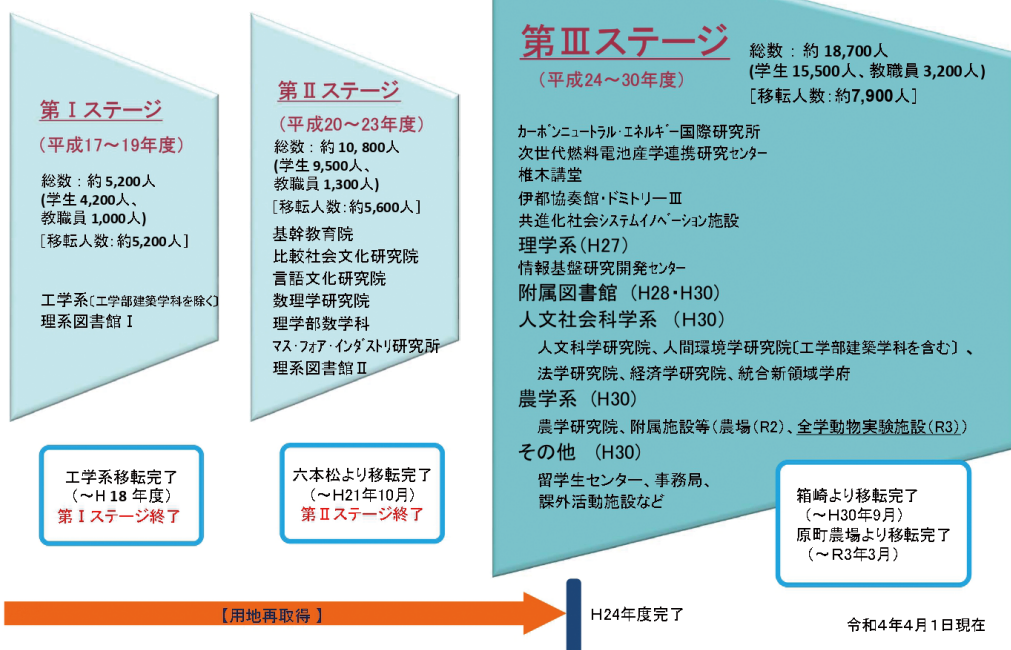 第Ⅰステージ
(平成17～19年度)
総数：約5,200人
(学生4,200人、
教職員1,000人)
[移転人数:約5,200人]
工学系〔工学部建築学科を除く〕
理系図書館Ⅰ
工学系移転完了
(～H 18 年度)
第Ⅰステージ終了
第Ⅱステージ
(平成20～23年度)
総数：約10, 800人
(学生9,500人、
教職員1,300人)
[移転人数:約5,600人]
基幹教育院
比較社会文化研究院
言語文化研究院
数理学研究院
理学部数学科
マス･フォア･インダストリ研究所
理系図書館Ⅱ
六本松より移転完了
(～H21年10月)
第Ⅱステージ終了
第Ⅲステージ
(平成24～30年度)
総数：約18,700人
(学生15,500人、教職員3,200人)
[移転人数:約7,900人]
カーボンニュートラル･エネルギー国際研究所
次世代燃料電池産学連携研究センター
椎木講堂
伊都協奏館･ドミトリーⅢ
共進化社会システムイノベーション施設
理学系(H27)
情報基盤研究開発センター
附属図書館 (H28・H30)
人文社会科学系 (H30)
人文科学研究院、人間環境学研究院〔工学部建築学科を含む〕、
法学研究院、経済学研究院、統合新領域学府
農学系 (H30)
農学研究院、附属施設等(農場(R2)、全学動物実験施設(R3))
その他 (H30)
留学生センター、事務局、
課外活動施設など
箱崎より移転完了
(～H30年9月)
原町農場より移転完了
(～R3年3月)
【用地再取得】
H24年度完了
令和4年4月1日現在